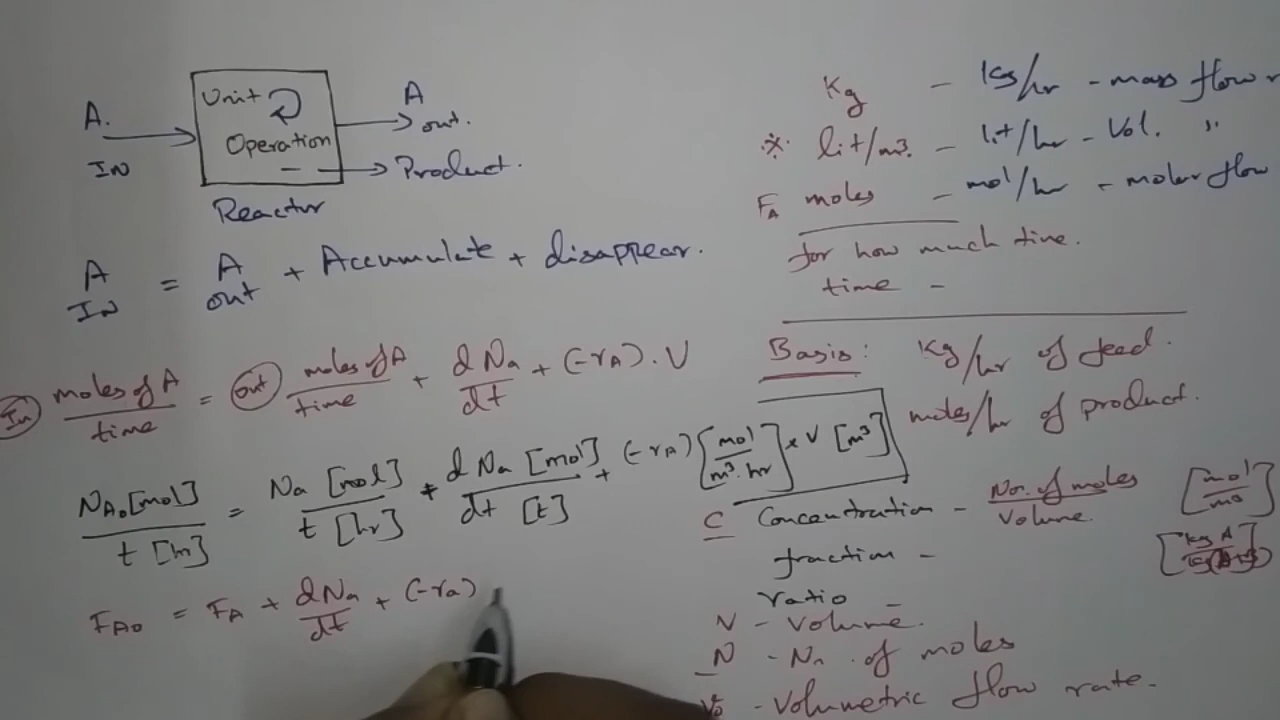 A.
IN
Unit
Operation
A
out.
Product.
Reactor
A IN = A out + Accumulate + disappear.
In moles of A / time = out moles of A / time + dNa / dt + (-rA) . V
NA0 [mol] / t [hr] = Na [mol] / t [hr] + dNa [mol] / dt [t] + (-rA) [mol / m³. hr] × V [m³]
FA0 = FA + dNa / dt + (-ra)
Kg - Kg/hr - mass flow
※ lit/m³. - lit/hr - Vol. "
FA moles - mol/hr - molar flow
for how much time.
time -
Basis: Kg/hr of feed.
moles/hr of product.
C Concentration - No. of moles / Volume. [mol / m³]
fraction -
ratio -
V - Volume.
N - No. of moles
- Volumetric flow rate.